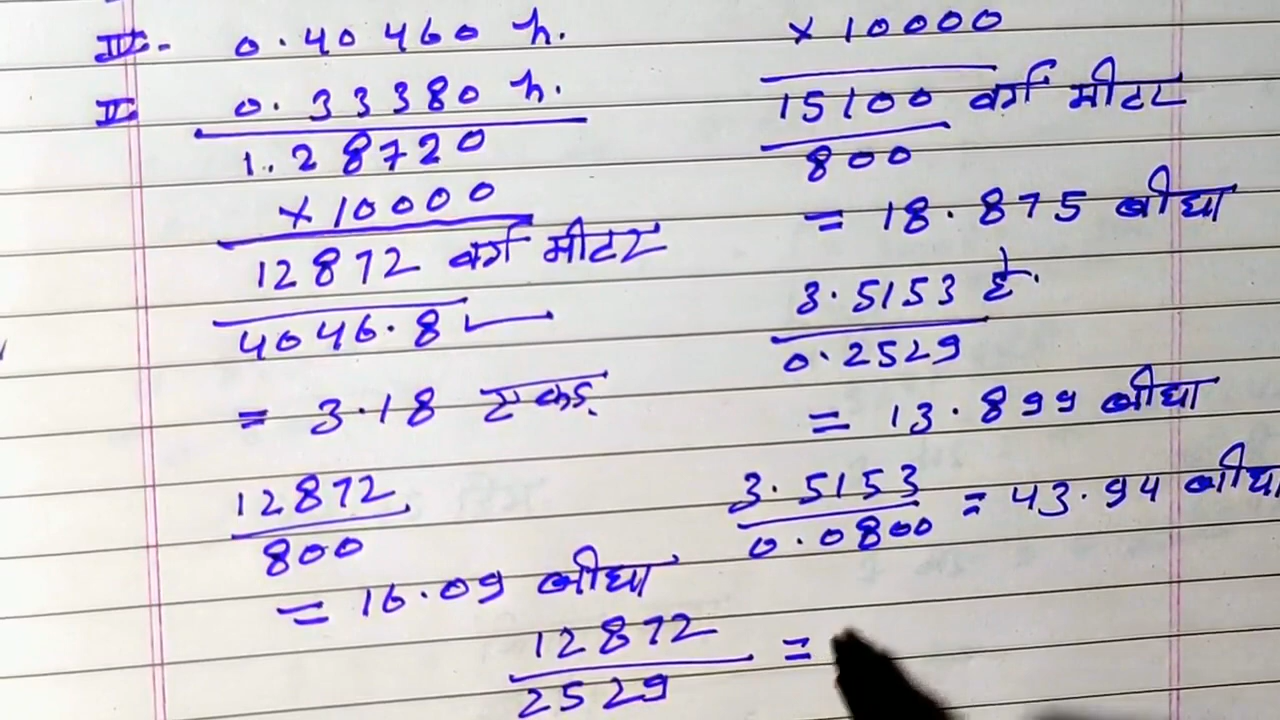 III- 0.40460 h.
II 0.33380 h.
1.28720
×10000
12872 वर्ग मीटर
4046.8
= 3.18 एकड़
12872
800
= 16.09 बीघा
12872 =
2529
×10000
15100 वर्ग मीटर
800
= 18.875 बीघा
3.5153 हे.
0.2529
= 13.899 बीघा
3.5153 = 43.94 बीघा
0.0800